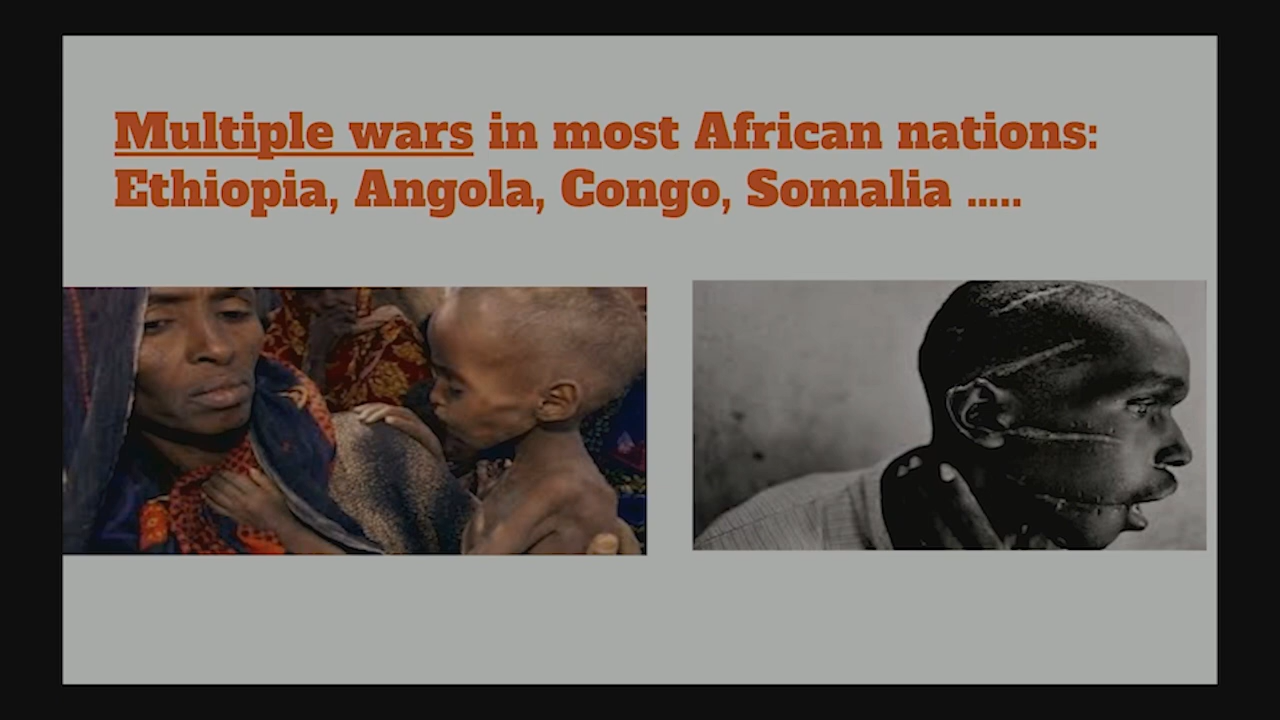 Multiple wars in most African nations:
Ethiopia, Angola, Congo, Somalia .....